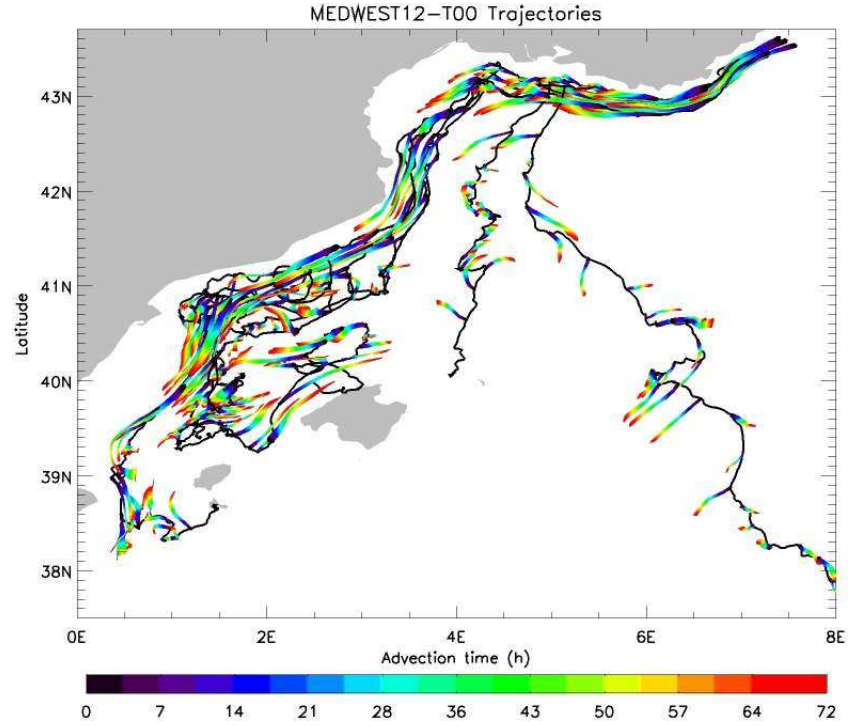 MEDWEST12-T00 Trajectories
43N
42N
41N
Latitude
40N
39N
38N
0E 2E 4E 6E 8E
Advection time (h)
0 7 14 21 28 36 43 50 57 64 72